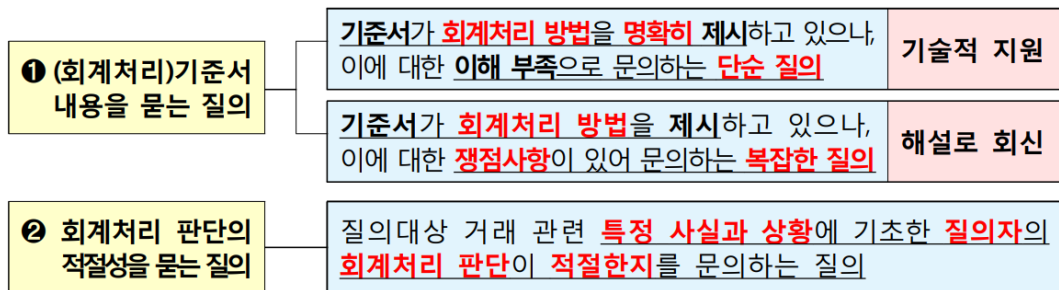 ❶ (회계처리)기준서
내용을 묻는 질의
기준서가 회계처리 방법을 명확히 제시하고 있으나,
이에 대한 이해 부족으로 문의하는 단순 질의
기술적 지원
기준서가 회계처리 방법을 제시하고 있으나,
이에 대한 쟁점사항이 있어 문의하는 복잡한 질의
해설로 회신
❷ 회계처리 판단의
적절성을 묻는 질의
질의대상 거래 관련 특정 사실과 상황에 기초한 질의자의
회계처리 판단이 적절한지를 문의하는 질의